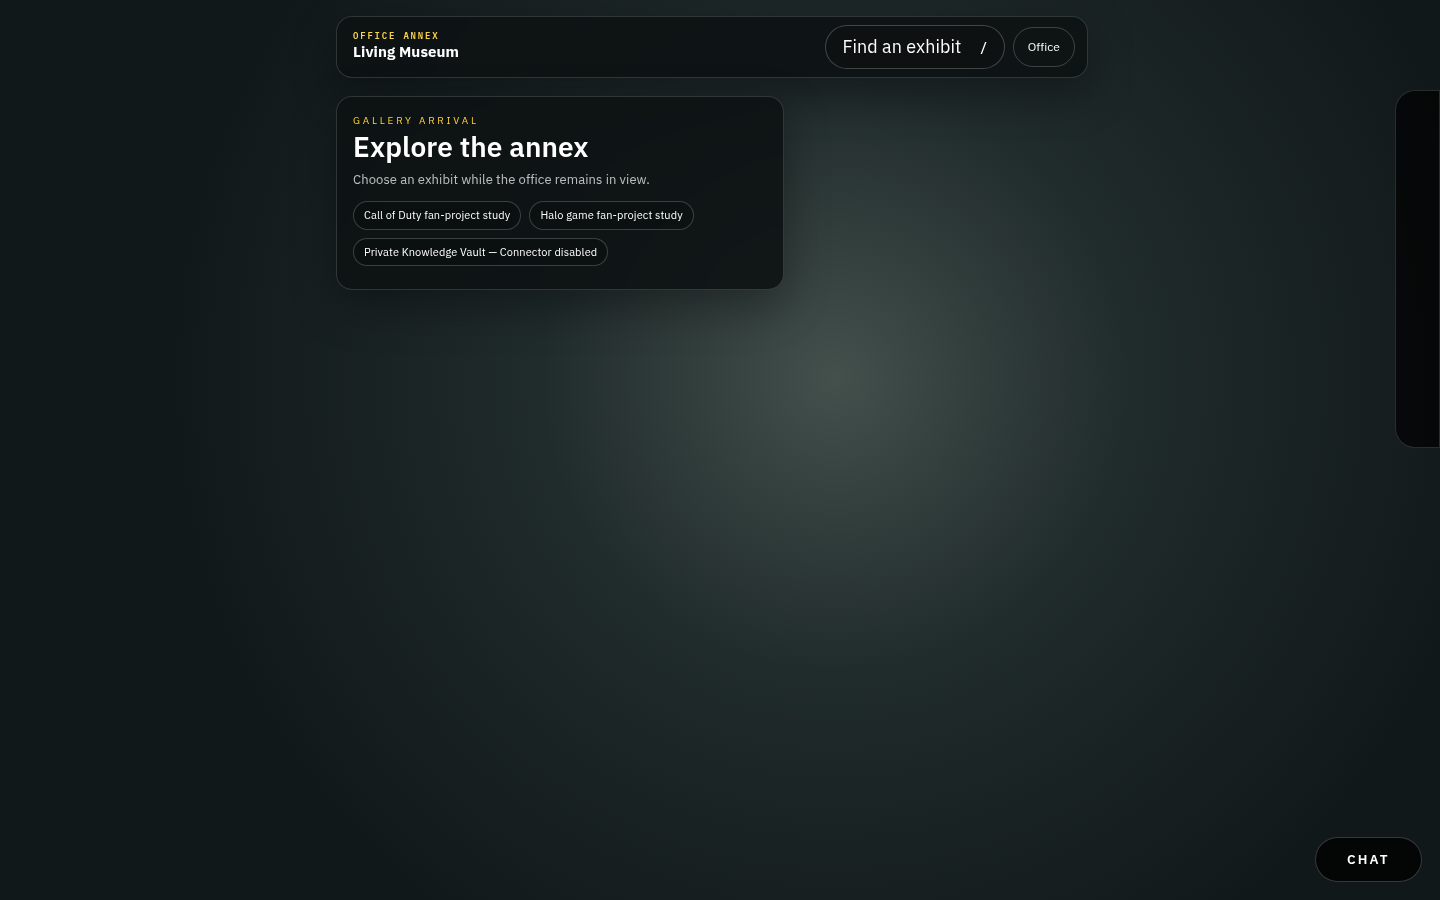 OFFICE ANNEX
Living Museum
Find an exhibit /
Office
GALLERY ARRIVAL
Explore the annex
Choose an exhibit while the office remains in view.
Call of Duty fan-project study
Halo game fan-project study
Private Knowledge Vault — Connector disabled
CHAT